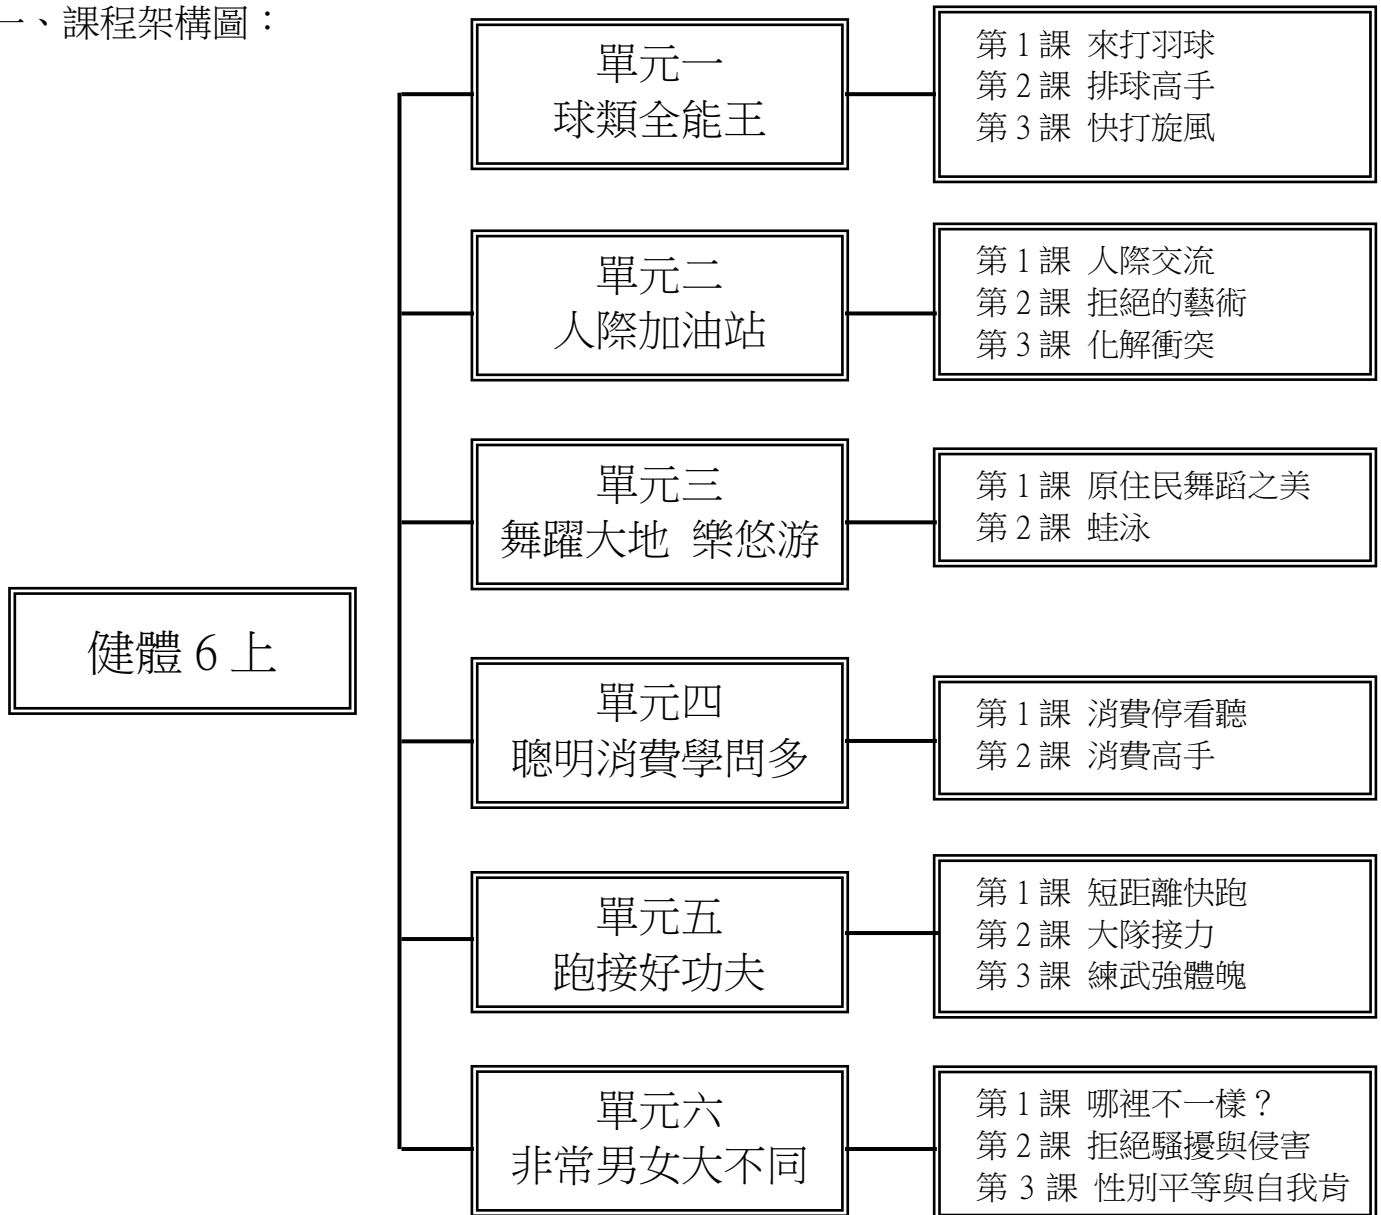 一、課程架構圖：
健體 6 上
單元一
球類全能王
第 1 課 來打羽球
第 2 課 排球高手
第 3 課 快打旋風
單元二
人際加油站
第 1 課 人際交流
第 2 課 拒絕的藝術
第 3 課 化解衝突
單元三
舞躍大地 樂悠游
第 1 課 原住民舞蹈之美
第 2 課 蛙泳
單元四
聰明消費學問多
第 1 課 消費停看聽
第 2 課 消費高手
單元五
跑接好功夫
第 1 課 短距離快跑
第 2 課 大隊接力
第 3 課 練武強體魄
單元六
非常男女大不同
第 1 課 哪裡不一樣？
第 2 課 拒絕騷擾與侵害
第 3 課 性別平等與自我肯